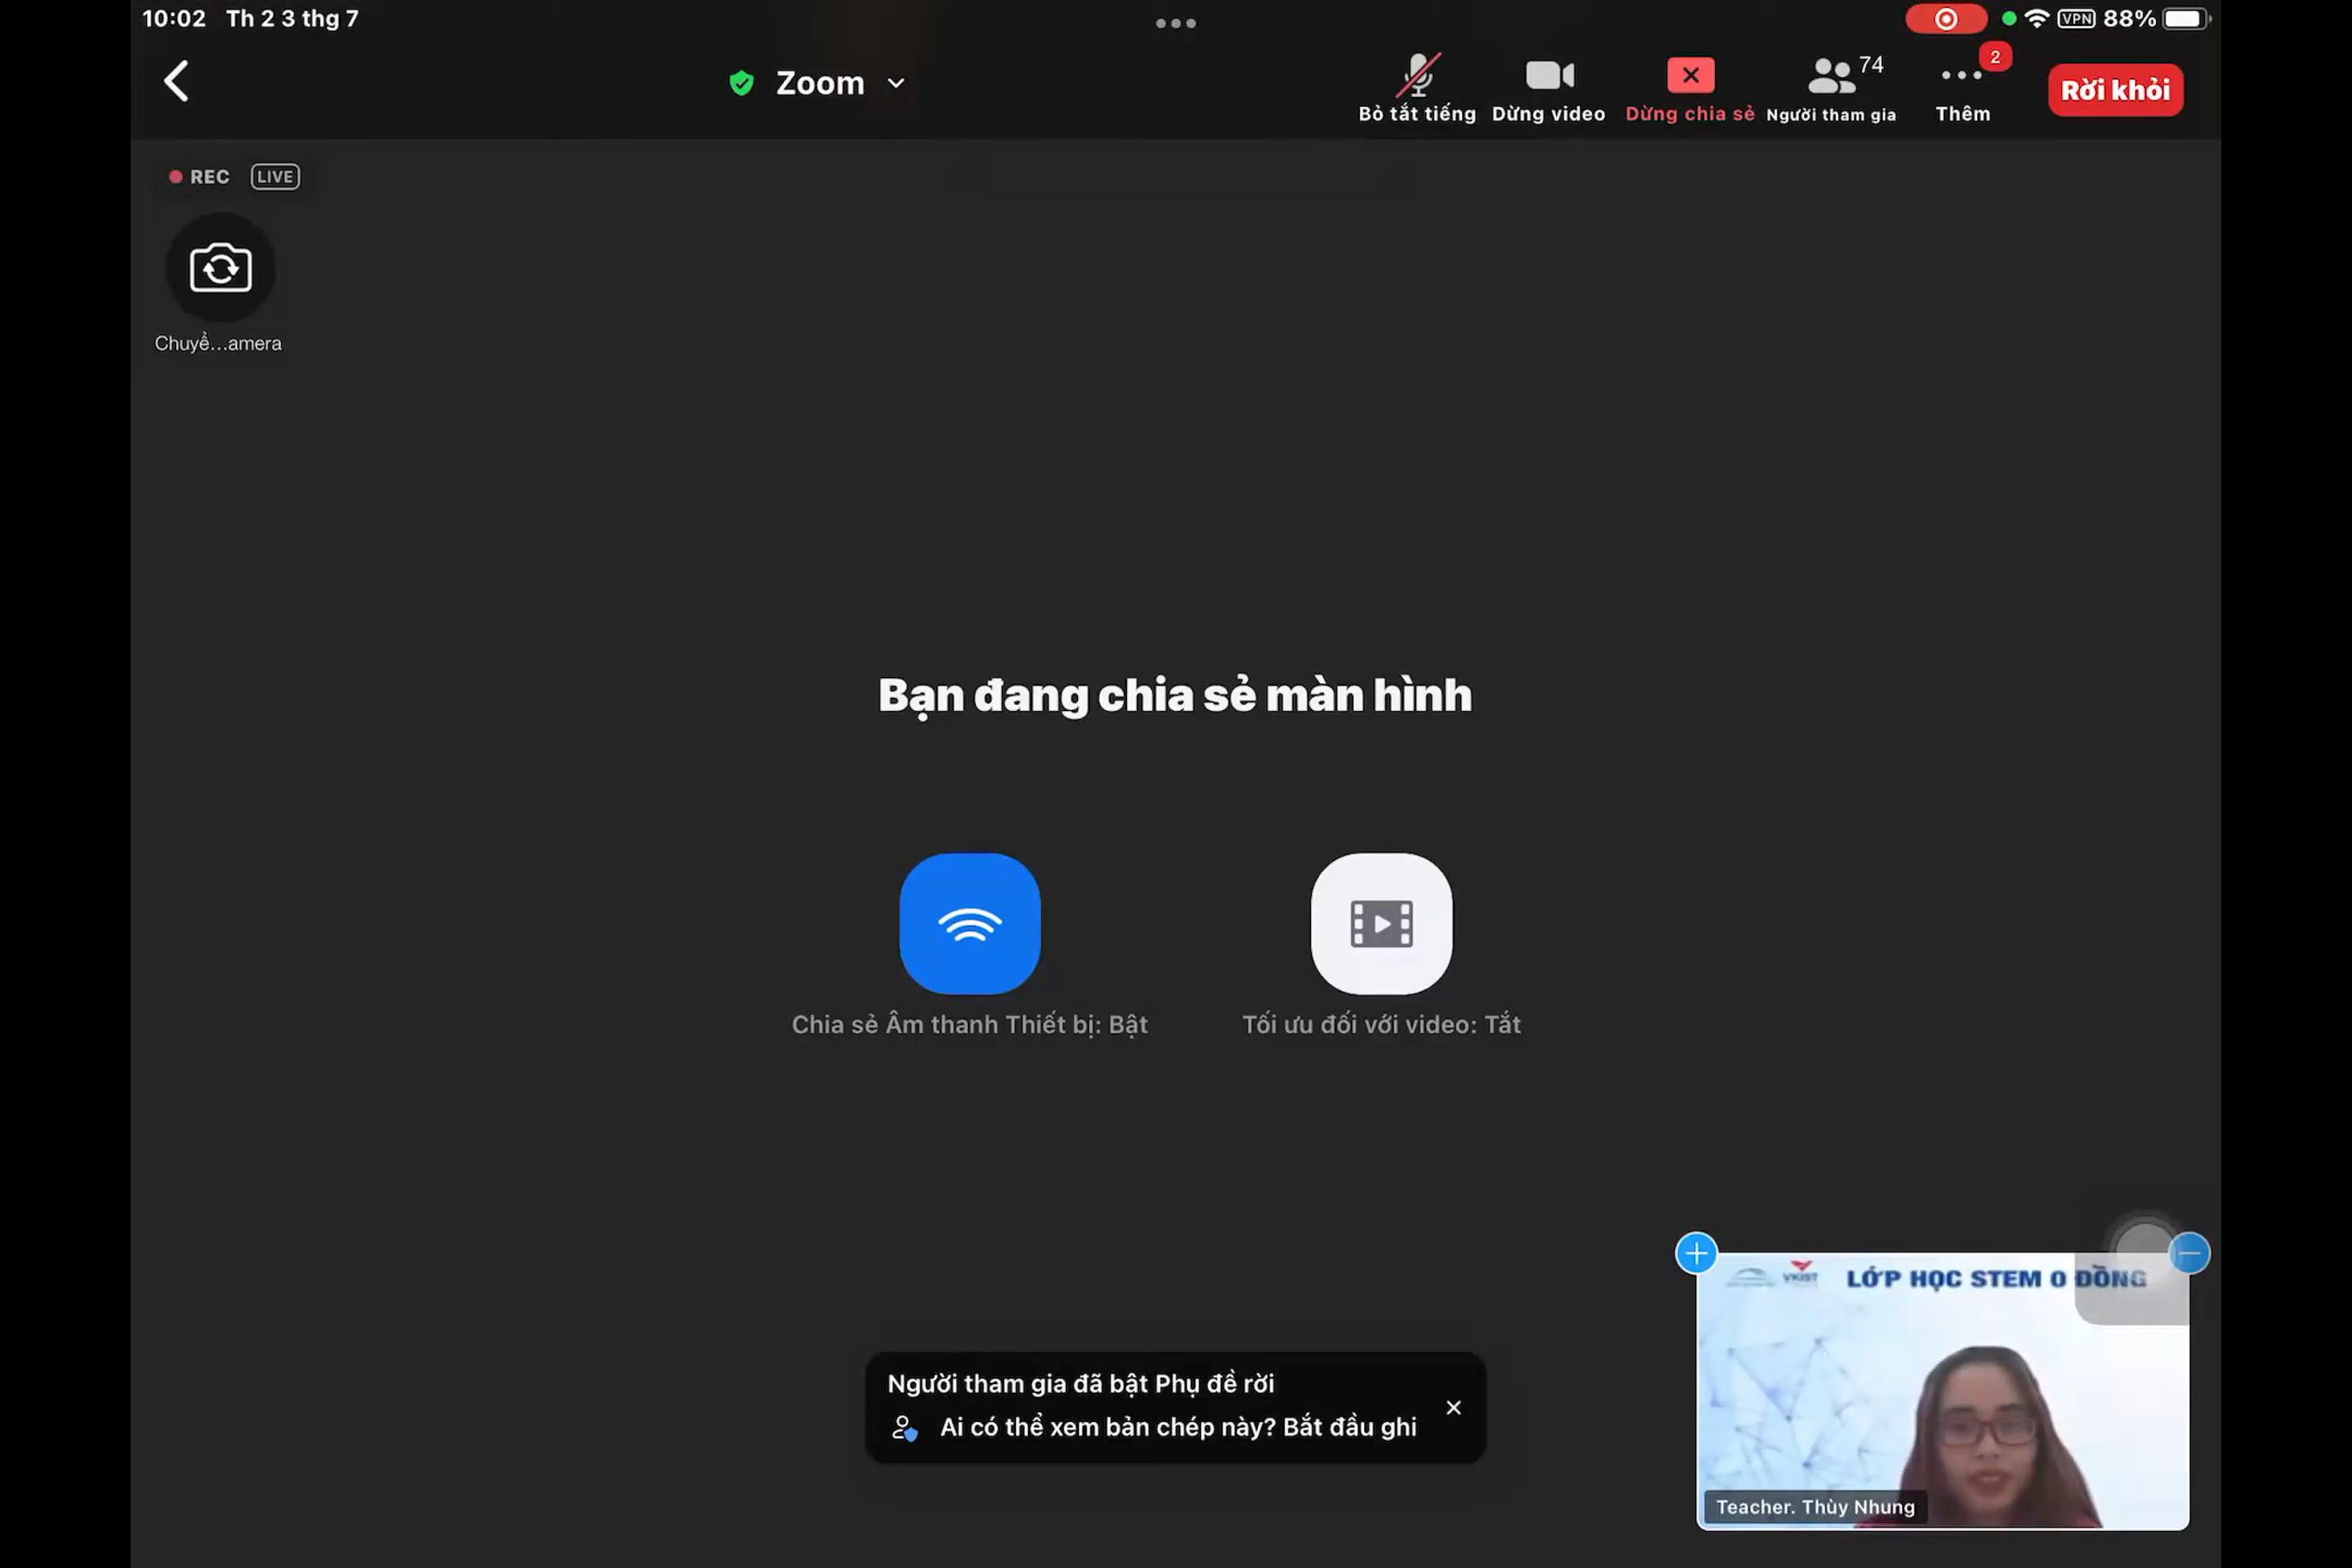 10:02 Th 2 3 thg 7
VPN 88%
Zoom
Bỏ tắt tiếng
Dừng video
Dừng chia sẻ
74
Người tham gia
2
Thêm
Rời khỏi
REC LIVE
Chuyể...amera
Bạn đang chia sẻ màn hình
Chia sẻ Âm thanh Thiết bị: Bật
Tối ưu đối với video: Tắt
VKIST
LỚP HỌC STEM 0 ĐỒNG
Người tham gia đã bật Phụ đề rời
Ai có thể xem bản chép này? Bắt đầu ghi
Teacher. Thùy Nhung